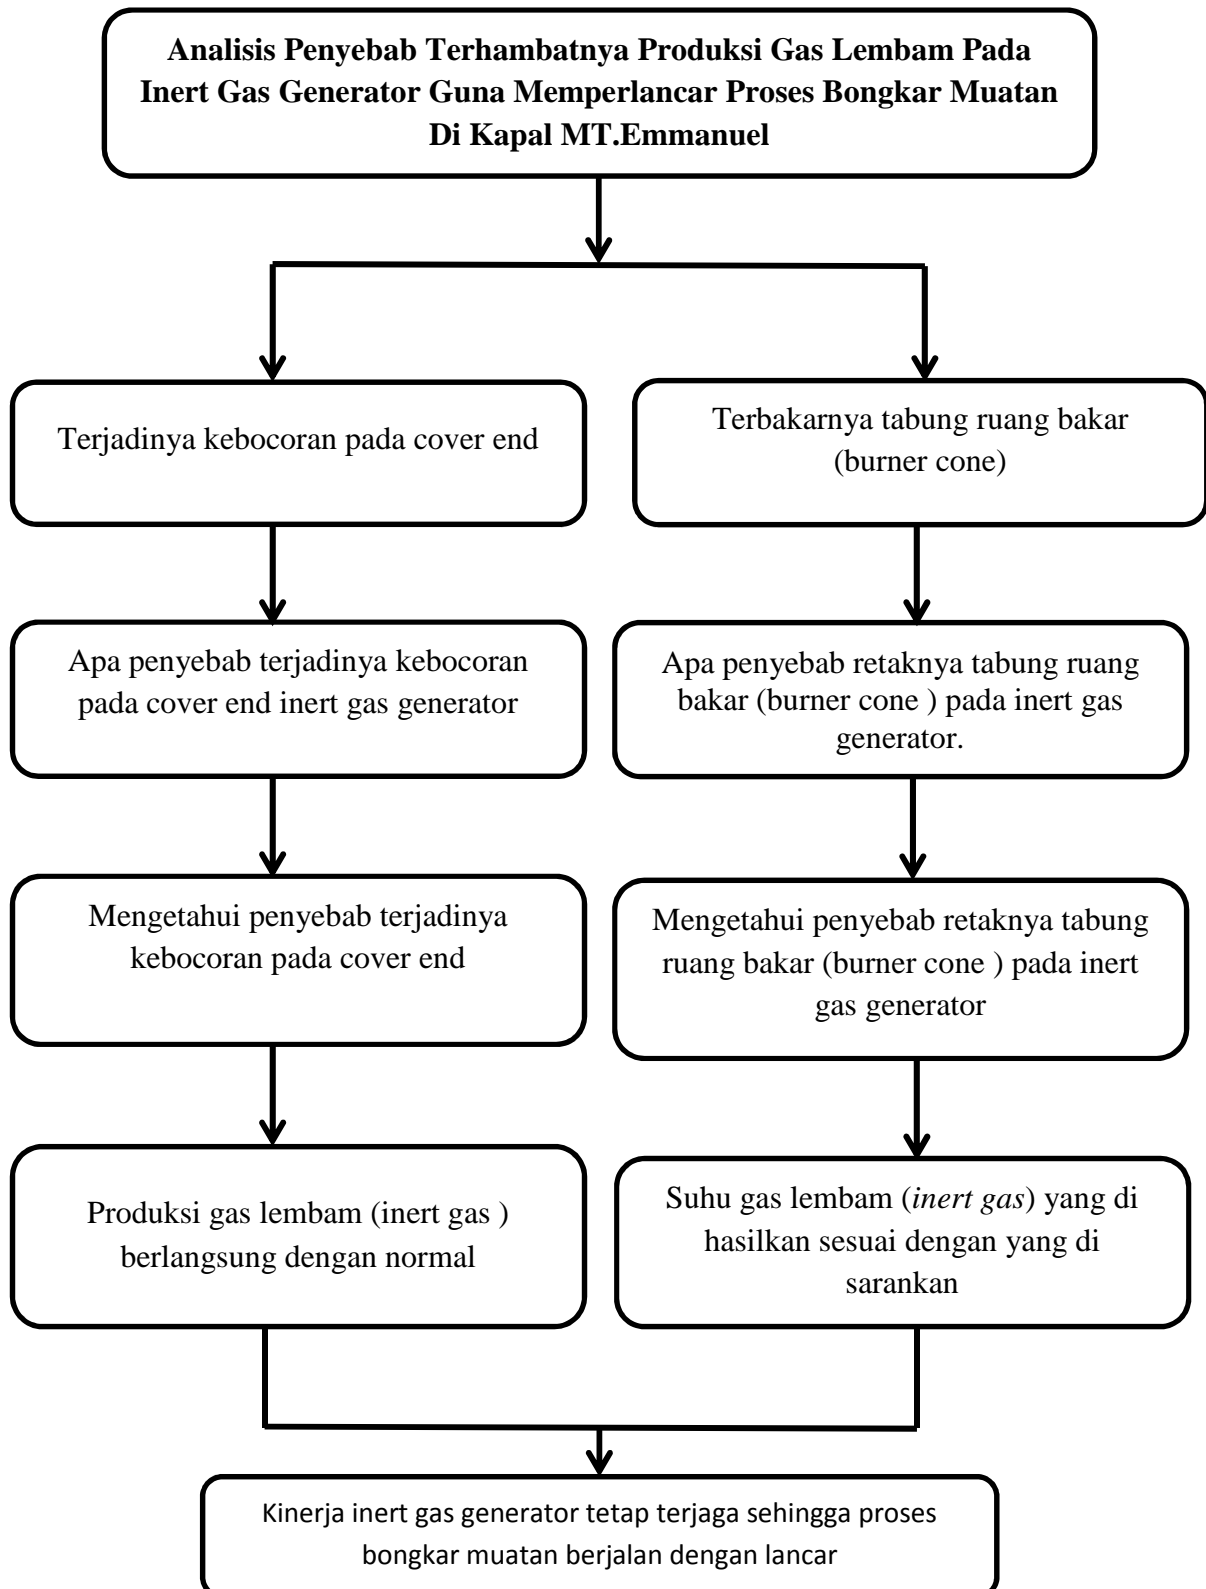 Analisis Penyebab Terhambatnya Produksi Gas Lembam Pada
Inert Gas Generator Guna Memperlancar Proses Bongkar Muatan
Di Kapal MT.Emmanuel
Terjadinya kebocoran pada cover end
Terbakarnya tabung ruang bakar
(burner cone)
Apa penyebab terjadinya kebocoran
pada cover end inert gas generator
Apa penyebab retaknya tabung ruang
bakar (burner cone ) pada inert gas
generator.
Mengetahui penyebab terjadinya
kebocoran pada cover end
Mengetahui penyebab retaknya tabung
ruang bakar (burner cone ) pada inert
gas generator
Produksi gas lembam (inert gas )
berlangsung dengan normal
Suhu gas lembam (inert gas) yang di
hasilkan sesuai dengan yang di
sarankan
Kinerja inert gas generator tetap terjaga sehingga proses
bongkar muatan berjalan dengan lancar